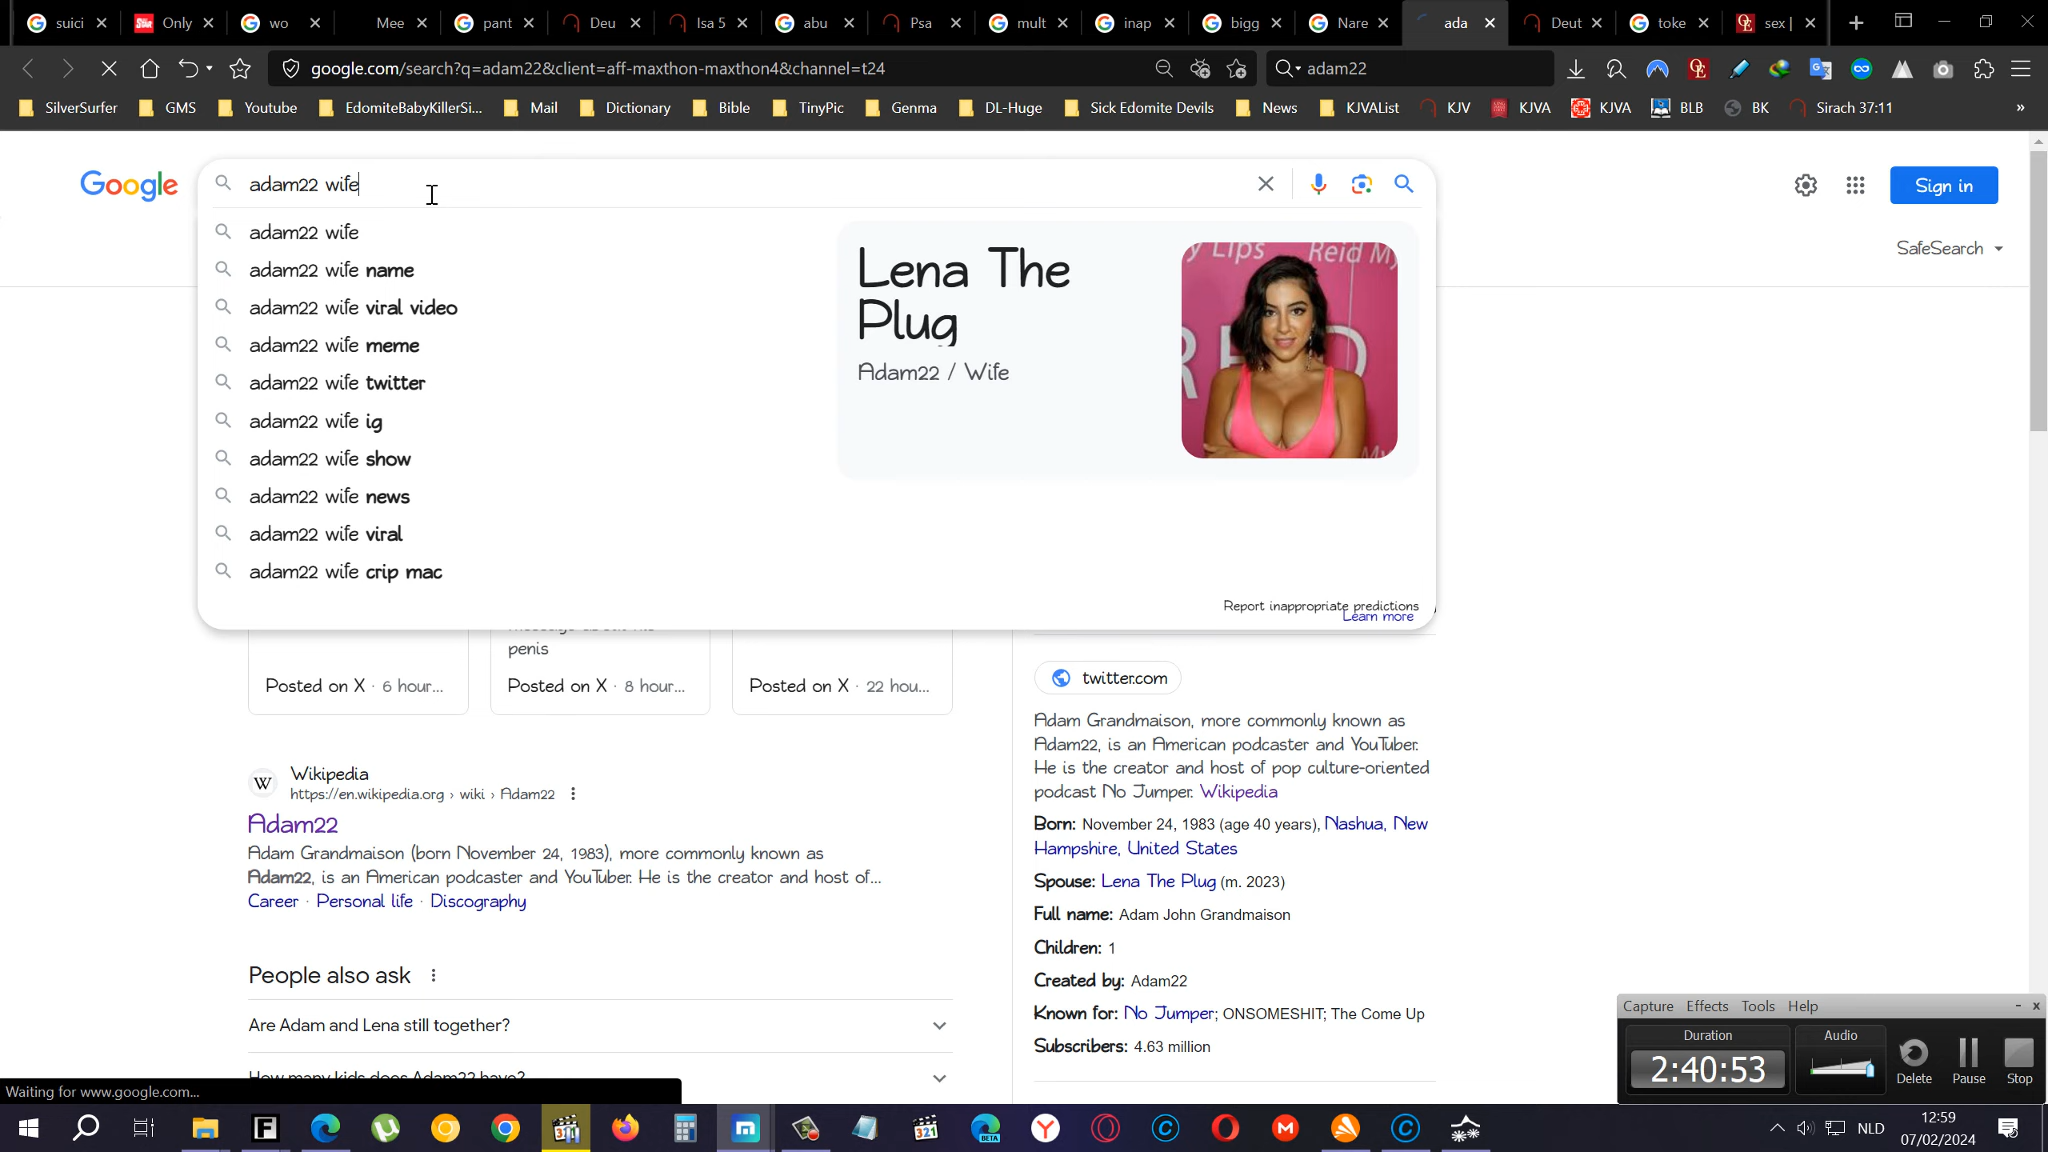 suici
Only
wo
Mee
pant
Deu
Isa 5
abu
Psa
mult
inap
bigg
Nare
ada
Deut
toke
sex |
google.com/search?q=adam22&client=aff-maxthon-maxthon4&channel=t24
adam22
SilverSurfer
GMS
Youtube
EdomiteBabyKillerSi...
Mail
Dictionary
Bible
TinyPic
Genma
DL-Huge
Sick Edomite Devils
News
KJVAList
KJV
KJVA
KJVA
BLB
BK
Sirach 37:11
Google
adam22 wife
Sign in
SafeSearch
adam22 wife
adam22 wife name
adam22 wife viral video
adam22 wife meme
adam22 wife twitter
adam22 wife ig
adam22 wife show
adam22 wife news
adam22 wife viral
adam22 wife crip mac
Lena The
Plug
Adam22 / Wife
Report inappropriate predictions
Learn more
penis
Posted on X · 6 hour...
Posted on X · 8 hour...
Posted on X · 22 hou...
Wikipedia
https://en.wikipedia.org › wiki › Adam22
Adam22
Adam Grandmaison (born November 24, 1983), more commonly known as
Adam22, is an American podcaster and YouTuber. He is the creator and host of...
Career · Personal life · Discography
People also ask
Are Adam and Lena still together?
How many kids does Adam22 have?
twitter.com
Adam Grandmaison, more commonly known as
Adam22, is an American podcaster and YouTuber.
He is the creator and host of pop culture-oriented
podcast No Jumper. Wikipedia
Born: November 24, 1983 (age 40 years), Nashua, New
Hampshire, United States
Spouse: Lena The Plug (m. 2023)
Full name: Adam John Grandmaison
Children: 1
Created by: Adam22
Known for: No Jumper; ONSOMESHIT; The Come Up
Subscribers: 4.63 million
Capture Effects Tools Help
Duration
2:40:53
Audio
Delete
Pause
Stop
Waiting for www.google.com...
NLD
12:59
07/02/2024